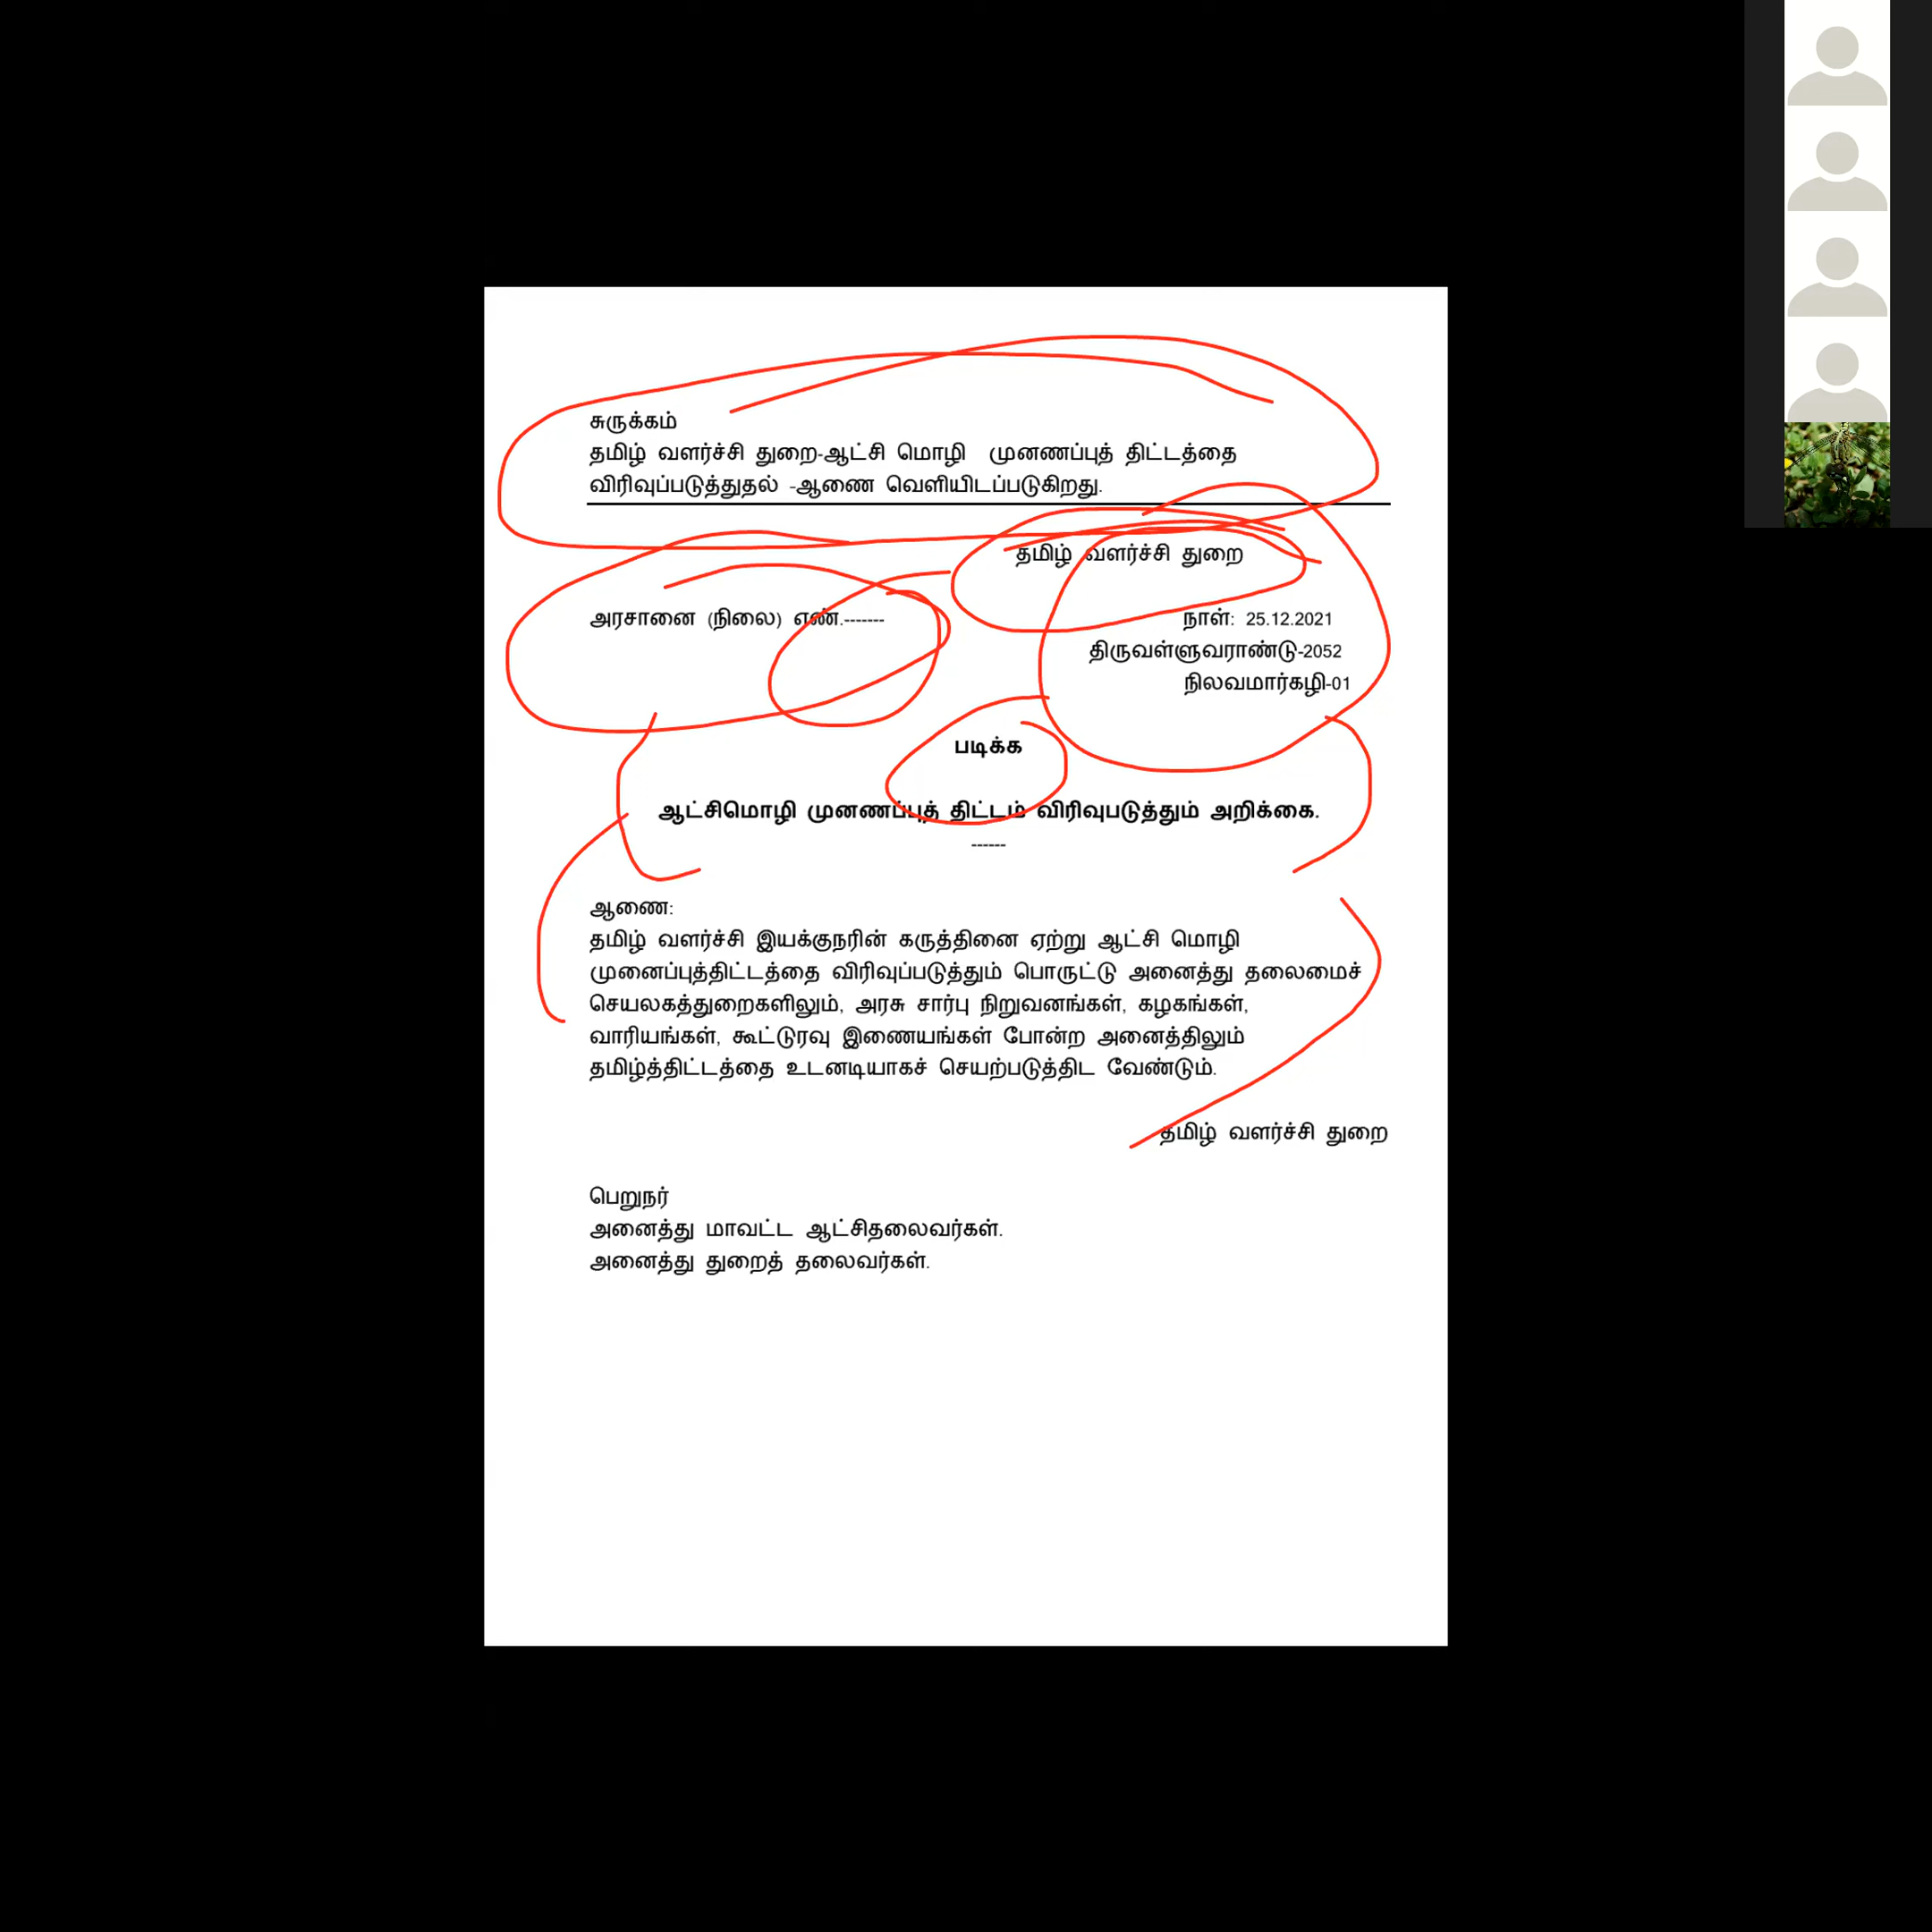 சுருக்கம்
தமிழ் வளர்ச்சி துறை-ஆட்சி மொழி முனணப்புத் திட்டத்தை
விரிவுப்படுத்துதல் -ஆணை வெளியிடப்படுகிறது.
தமிழ் வளர்ச்சி துறை
அரசானை (நிலை) எண்.-------
நாள்: 25.12.2021
திருவள்ளுவராண்டு-2052
நிலவமார்கழி-01
படிக்க
ஆட்சிமொழி முனணப்புத் திட்டம் விரிவுபடுத்தும் அறிக்கை.
------
ஆணை:
தமிழ் வளர்ச்சி இயக்குநரின் கருத்தினை ஏற்று ஆட்சி மொழி
முனைப்புத்திட்டத்தை விரிவுப்படுத்தும் பொருட்டு அனைத்து தலைமைச்
செயலகத்துறைகளிலும், அரசு சார்பு நிறுவனங்கள், கழகங்கள்,
வாரியங்கள், கூட்டுரவு இணையங்கள் போன்ற அனைத்திலும்
தமிழ்த்திட்டத்தை உடனடியாகச் செயற்படுத்திட வேண்டும்.
தமிழ் வளர்ச்சி துறை
பெறுநர்
அனைத்து மாவட்ட ஆட்சிதலைவர்கள்.
அனைத்து துறைத் தலைவர்கள்.